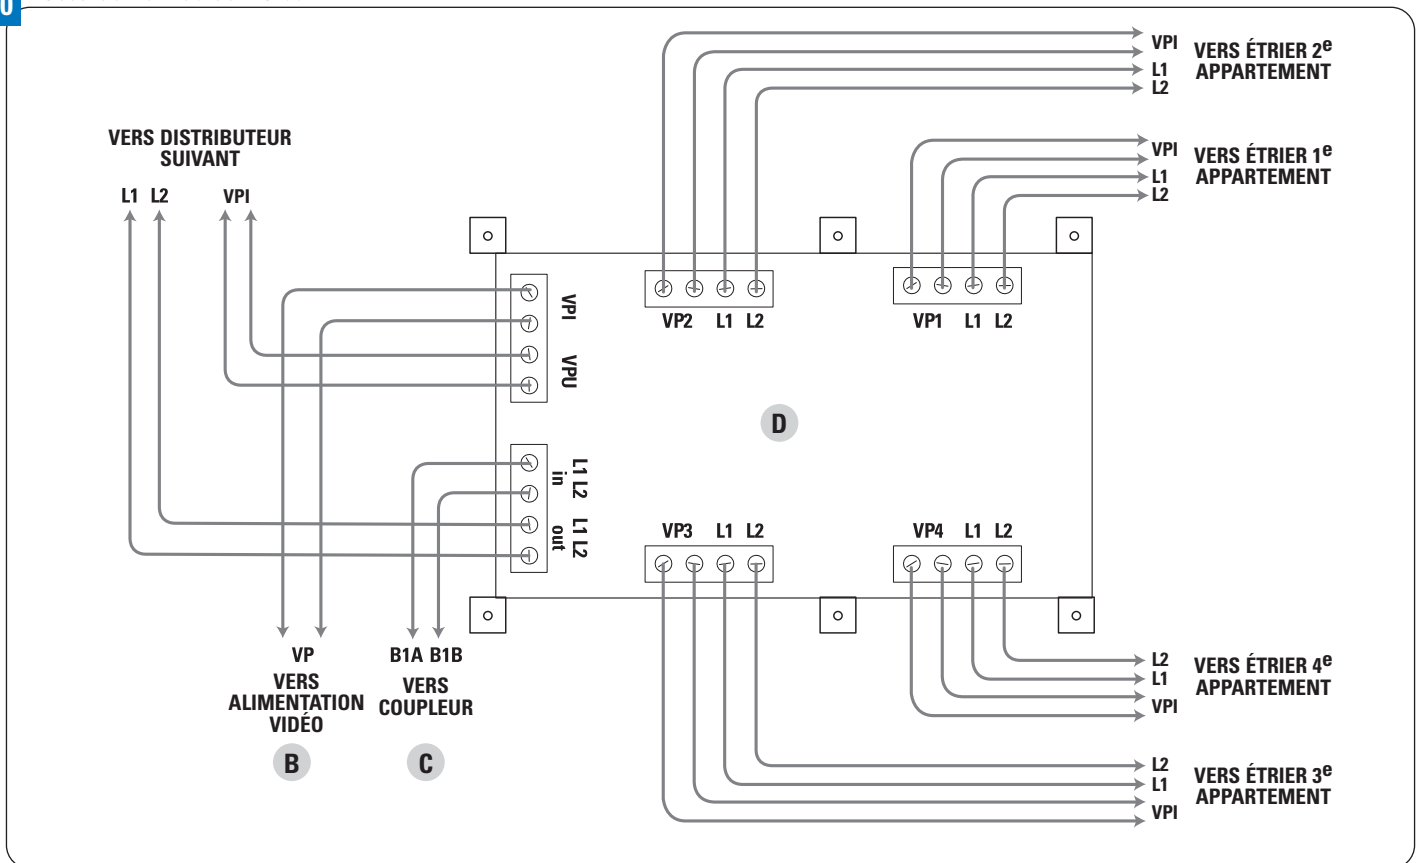 0
VPI
L1
L2
VERS ÉTRIER 2e
APPARTEMENT
VERS DISTRIBUTEUR
SUIVANT
L1 L2 VPI
VPI
L1
L2
VERS ÉTRIER 1e
APPARTEMENT
VPI
VPU
VP2 L1 L2
VP1 L1 L2
D
L1 L2
in
L1 L2
out
VP3 L1 L2
VP4 L1 L2
VP
VERS
ALIMENTATION
VIDÉO
B
B1A B1B
VERS
COUPLEUR
C
L2
L1
VPI
VERS ÉTRIER 4e
APPARTEMENT
L2
L1
VPI
VERS ÉTRIER 3e
APPARTEMENT